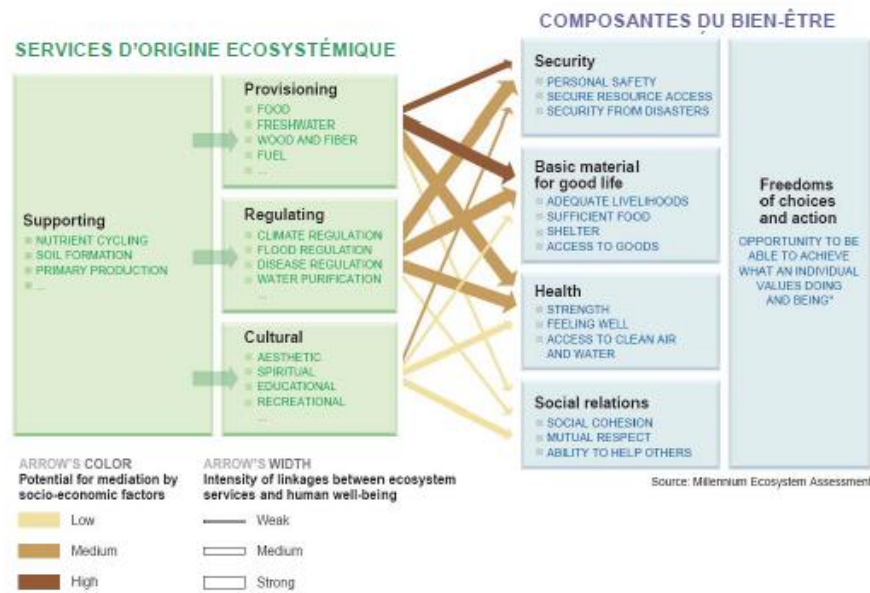 COMPOSANTES DU BIEN-ÊTRE
SERVICES D'ORIGINE ECOSYSTÉMIQUE
Supporting
NUTRIENT CYCLING
SOIL FORMATION
PRIMARY PRODUCTION
...
Provisioning
FOOD
FRESHWATER
WOOD AND FIBER
FUEL
...
Regulating
CLIMATE REGULATION
FLOOD REGULATION
DISEASE REGULATION
WATER PURIFICATION
...
Cultural
AESTHETIC
SPIRITUAL
EDUCATIONAL
RECREATIONAL
...
Security
PERSONAL SAFETY
SECURE RESOURCE ACCESS
SECURITY FROM DISASTERS
Basic material
for good life
ADEQUATE LIVELIHOODS
SUFFICIENT FOOD
SHELTER
ACCESS TO GOODS
Health
STRENGTH
FEELING WELL
ACCESS TO CLEAN AIR
AND WATER
Social relations
SOCIAL COHESION
MUTUAL RESPECT
ABILITY TO HELP OTHERS
Freedoms
of choices
and action
OPPORTUNITY TO BE
ABLE TO ACHIEVE
WHAT AN INDIVIDUAL
VALUES DOING
AND BEING"
Source: Millennium Ecosystem Assessment
ARROW'S COLOR
Potential for mediation by
socio-economic factors
Low
Medium
High
ARROW'S WIDTH
Intensity of linkages between ecosystem
services and human well-being
Weak
Medium
Strong